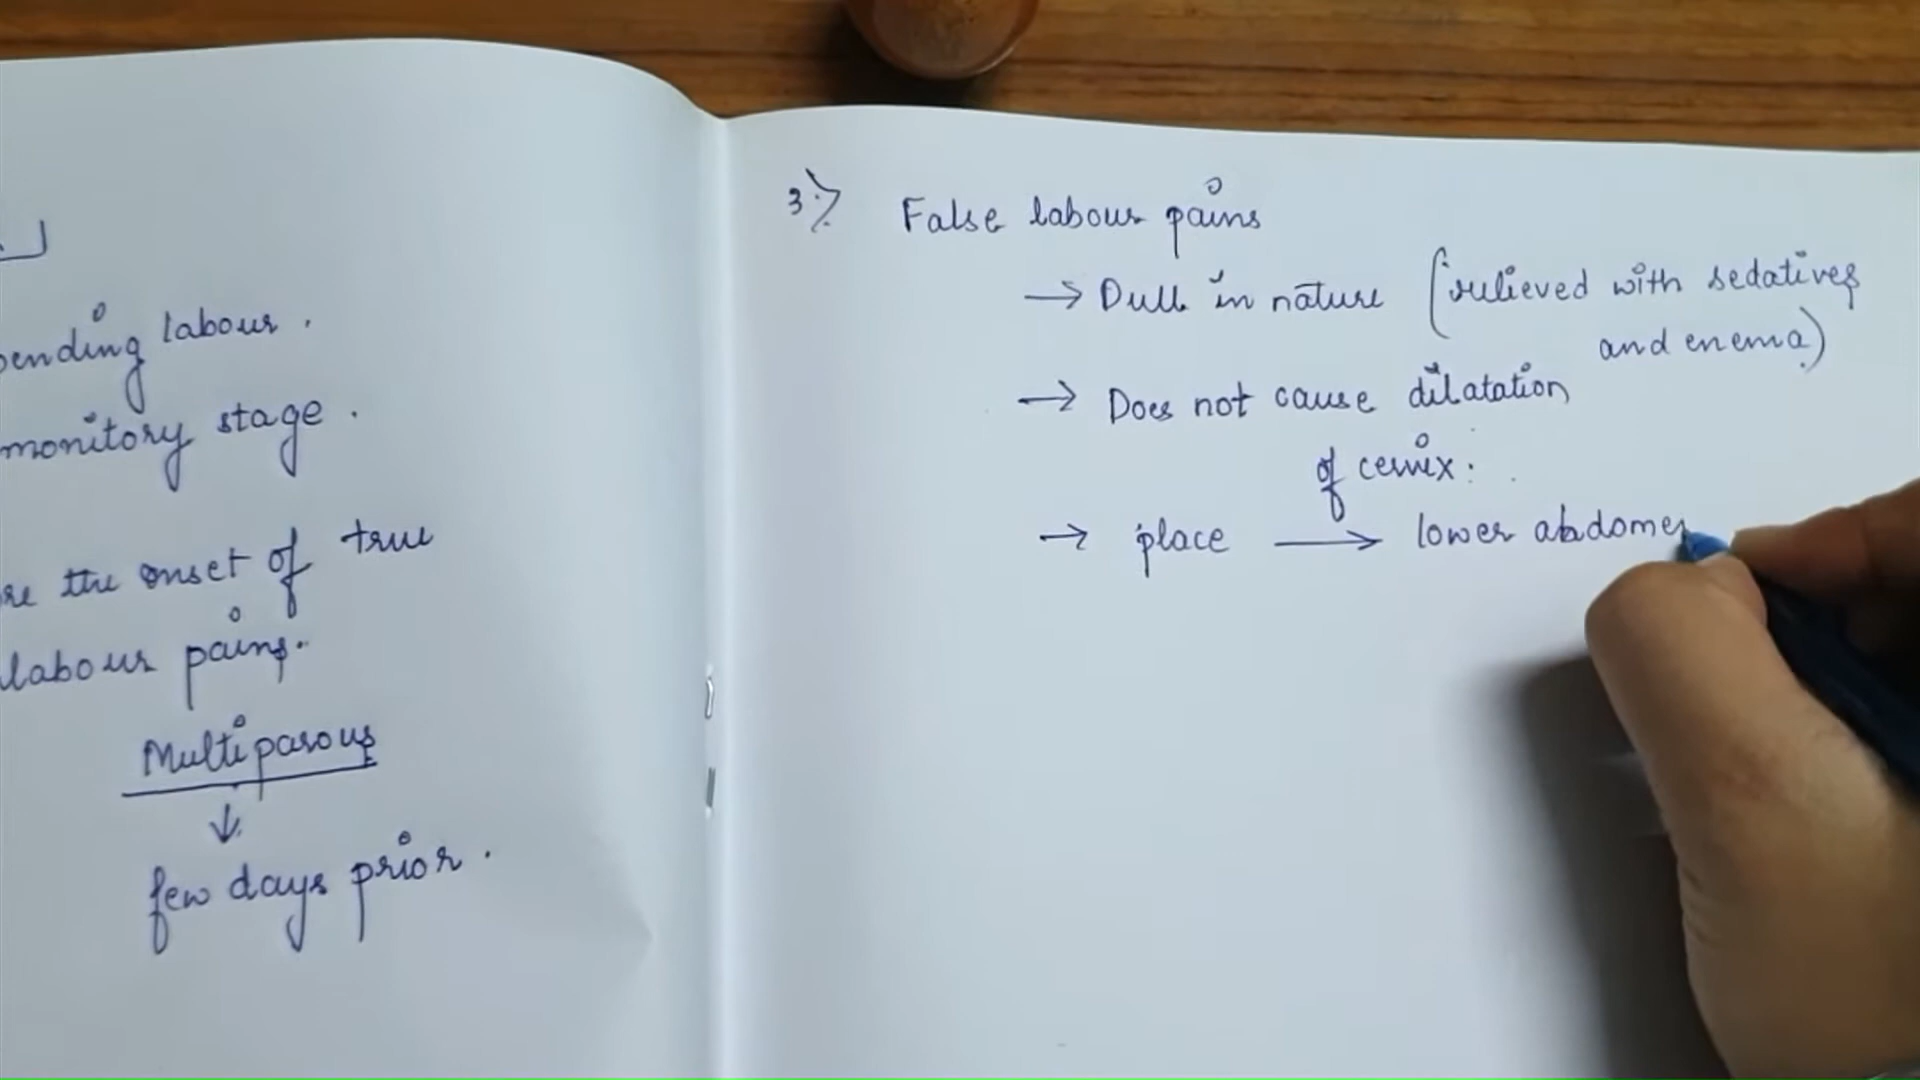 pending labour.
monitory stage.
re the onset of true
labour pains.
Multiparous
↓
few days prior.
3.) False labour pains
→ Dull in nature (relieved with sedatives
and enema)
→ Does not cause dilatation
of cervix.
→ place → lower abdomen